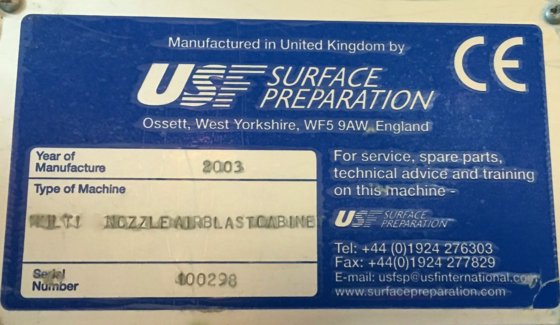 Manufactured in United Kingdom by
USF SURFACE PREPARATION
CE
Ossett, West Yorkshire, WF5 9AW, England
Year of Manufacture
2003
Type of Machine
MULTI NOZZLE AIRBLAST CABINE
Serial Number
100298
For service, spare parts,
technical advice and training
on this machine -
USF SURFACE PREPARATION
Tel: +44 (0)1924 276303
Fax: +44(0)1924 277829
E-mail: usfsp@usfinternational.com
www.surfacepreparation.com